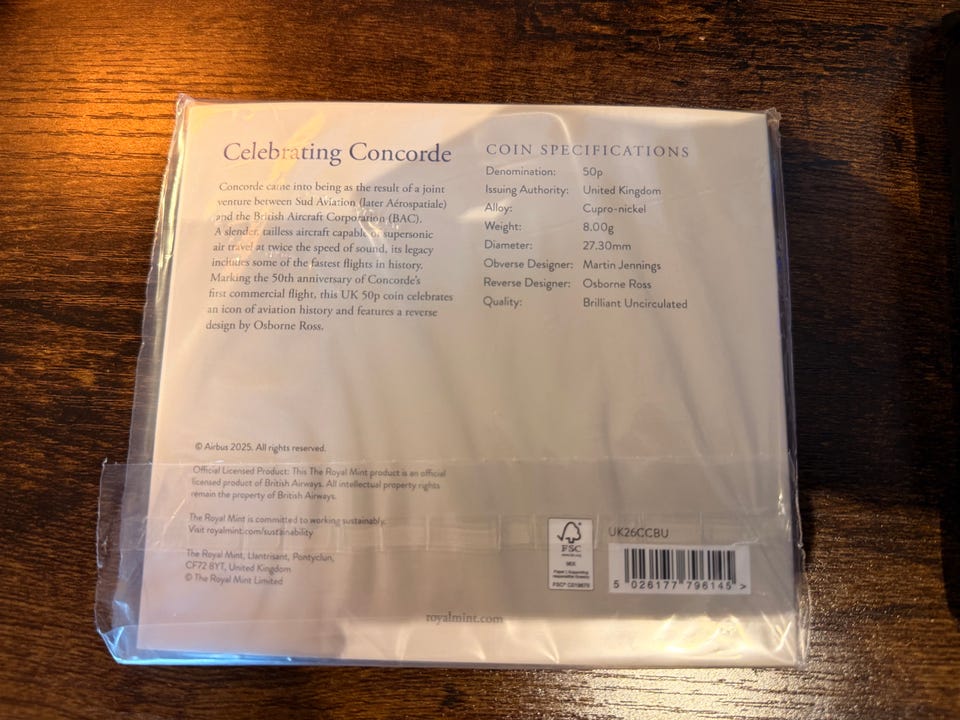 Celebrating Concorde
Concorde came into being as the result of a joint
venture between Sud Aviation (later Aérospatiale)
and the British Aircraft Corporation (BAC).
A slender, tailless aircraft capable of supersonic
air travel at twice the speed of sound, its legacy
includes some of the fastest flights in history.
Marking the 50th anniversary of Concorde's
first commercial flight, this UK 50p coin celebrates
an icon of aviation history and features a reverse
design by Osborne Ross.
COIN SPECIFICATIONS
Denomination: 50p
Issuing Authority: United Kingdom
Alloy: Cupro-nickel
Weight: 8.00g
Diameter: 27.30mm
Obverse Designer: Martin Jennings
Reverse Designer: Osborne Ross
Quality: Brilliant Uncirculated
© Airbus 2025. All rights reserved.
Official Licensed Product: This The Royal Mint product is an official
licensed product of British Airways. All intellectual property rights
remain the property of British Airways.
The Royal Mint is committed to working sustainably.
Visit royalmint.com/sustainability
The Royal Mint, Llantrisant, Pontyclun,
CF72 8YT, United Kingdom
© The Royal Mint Limited
FSC
MIX
Paper | Supporting
responsible forestry
UK26CCBU
5 026177 796145 >
royalmint.com